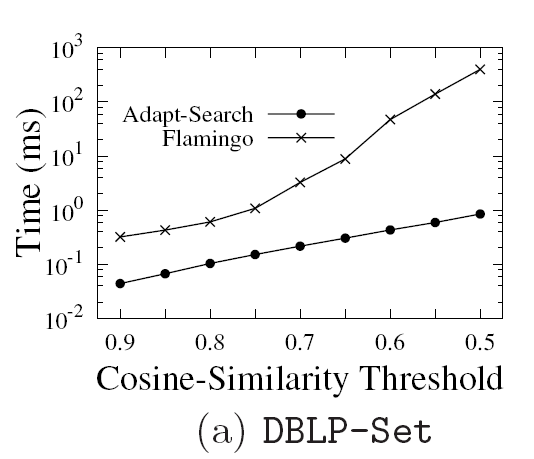 10^3
10^2
10^1
10^0
10^-1
10^-2
Time (ms)
Adapt-Search
Flamingo
0.9 0.8 0.7 0.6 0.5
Cosine-Similarity Threshold
(a) DBLP-Set